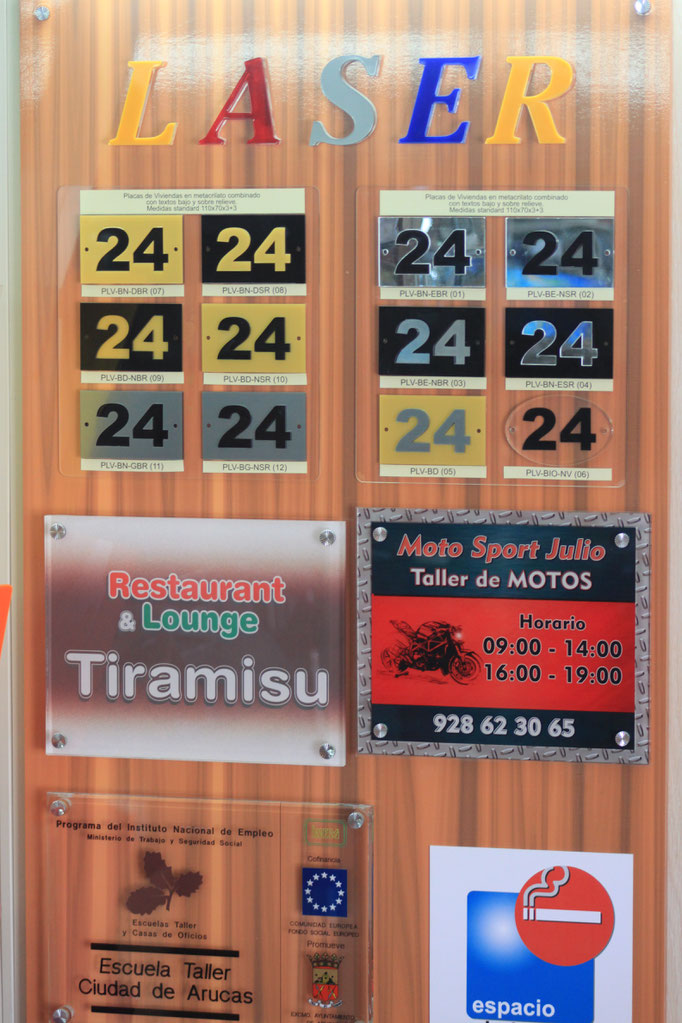 LASER
Placas de Viviendas en metacrilato combinado
con textos bajo y sobre relieve.
Medidas standard 110x70x3+3
24
24
PLV-BN-DBR (07)
PLV-BN-DSR (08)
24
24
PLV-BD-NBR (09)
PLV-BD-NSR (10)
24
24
PLV-BN-GBR (11)
PLV-BG-NSR (12)
Placas de Viviendas en metacrilato combinado
con textos bajo y sobre relieve.
Medidas standard 110x70x3+3
24
24
PLV-BN-EBR (01)
PLV-BE-NSR (02)
24
24
PLV-BE-NBR (03)
PLV-BN-ESR (04)
24
24
PLV-BD (05)
PLV-BIO-NV (06)
Restaurant
& Lounge
Tiramisu
Moto Sport Julio
Taller de MOTOS
Horario
09:00 - 14:00
16:00 - 19:00
928 62 30 65
Programa del Instituto Nacional de Empleo
Ministerio de Trabajo y Seguridad Social
Escuelas Taller
y Casas de Oficios
Escuela Taller
Ciudad de Arucas
Cofinancia
COMUNIDAD EUROPEA
FONDO SOCIAL EUROPEO
Promueve
EXCMO. AYUNTAMIENTO
espacio